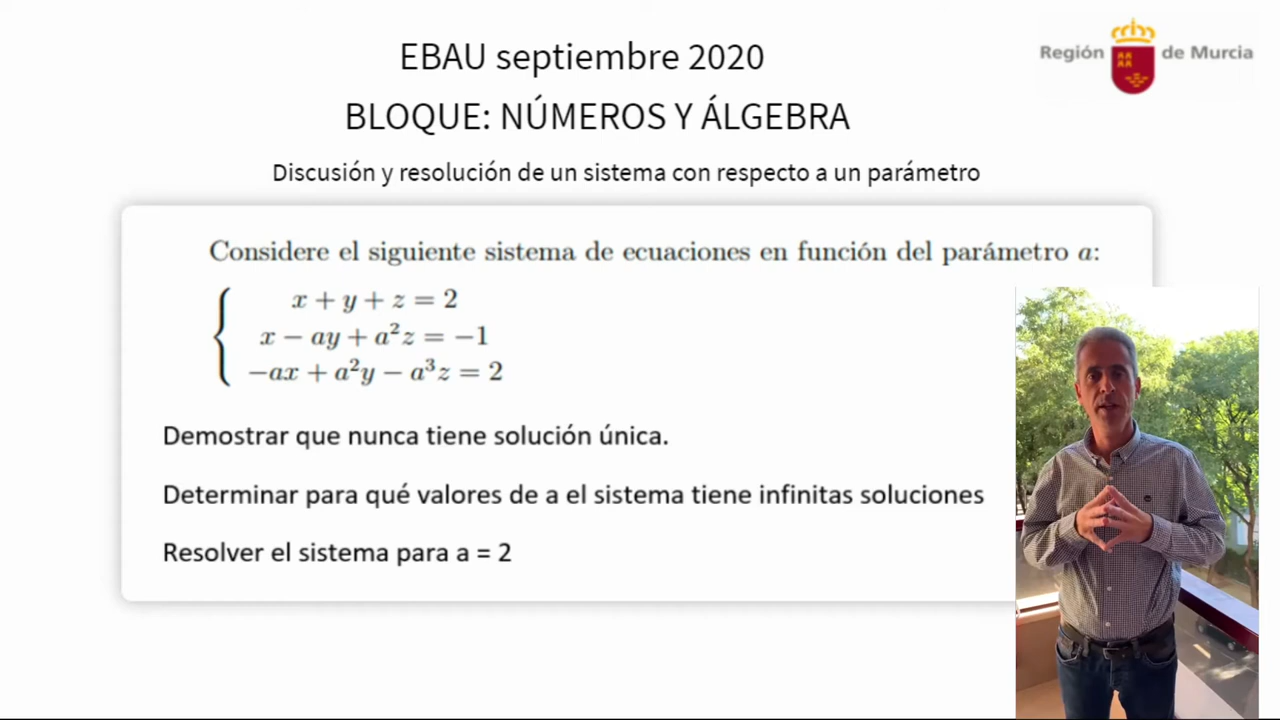 EBAU septiembre 2020
Región de Murcia
BLOQUE: NÚMEROS Y ÁLGEBRA
Discusión y resolución de un sistema con respecto a un parámetro
Considere el siguiente sistema de ecuaciones en función del parámetro a:
x + y + z = 2
x − ay + a²z = −1
−ax + a²y − a³z = 2
Demostrar que nunca tiene solución única.
Determinar para qué valores de a el sistema tiene infinitas soluciones
Resolver el sistema para a = 2